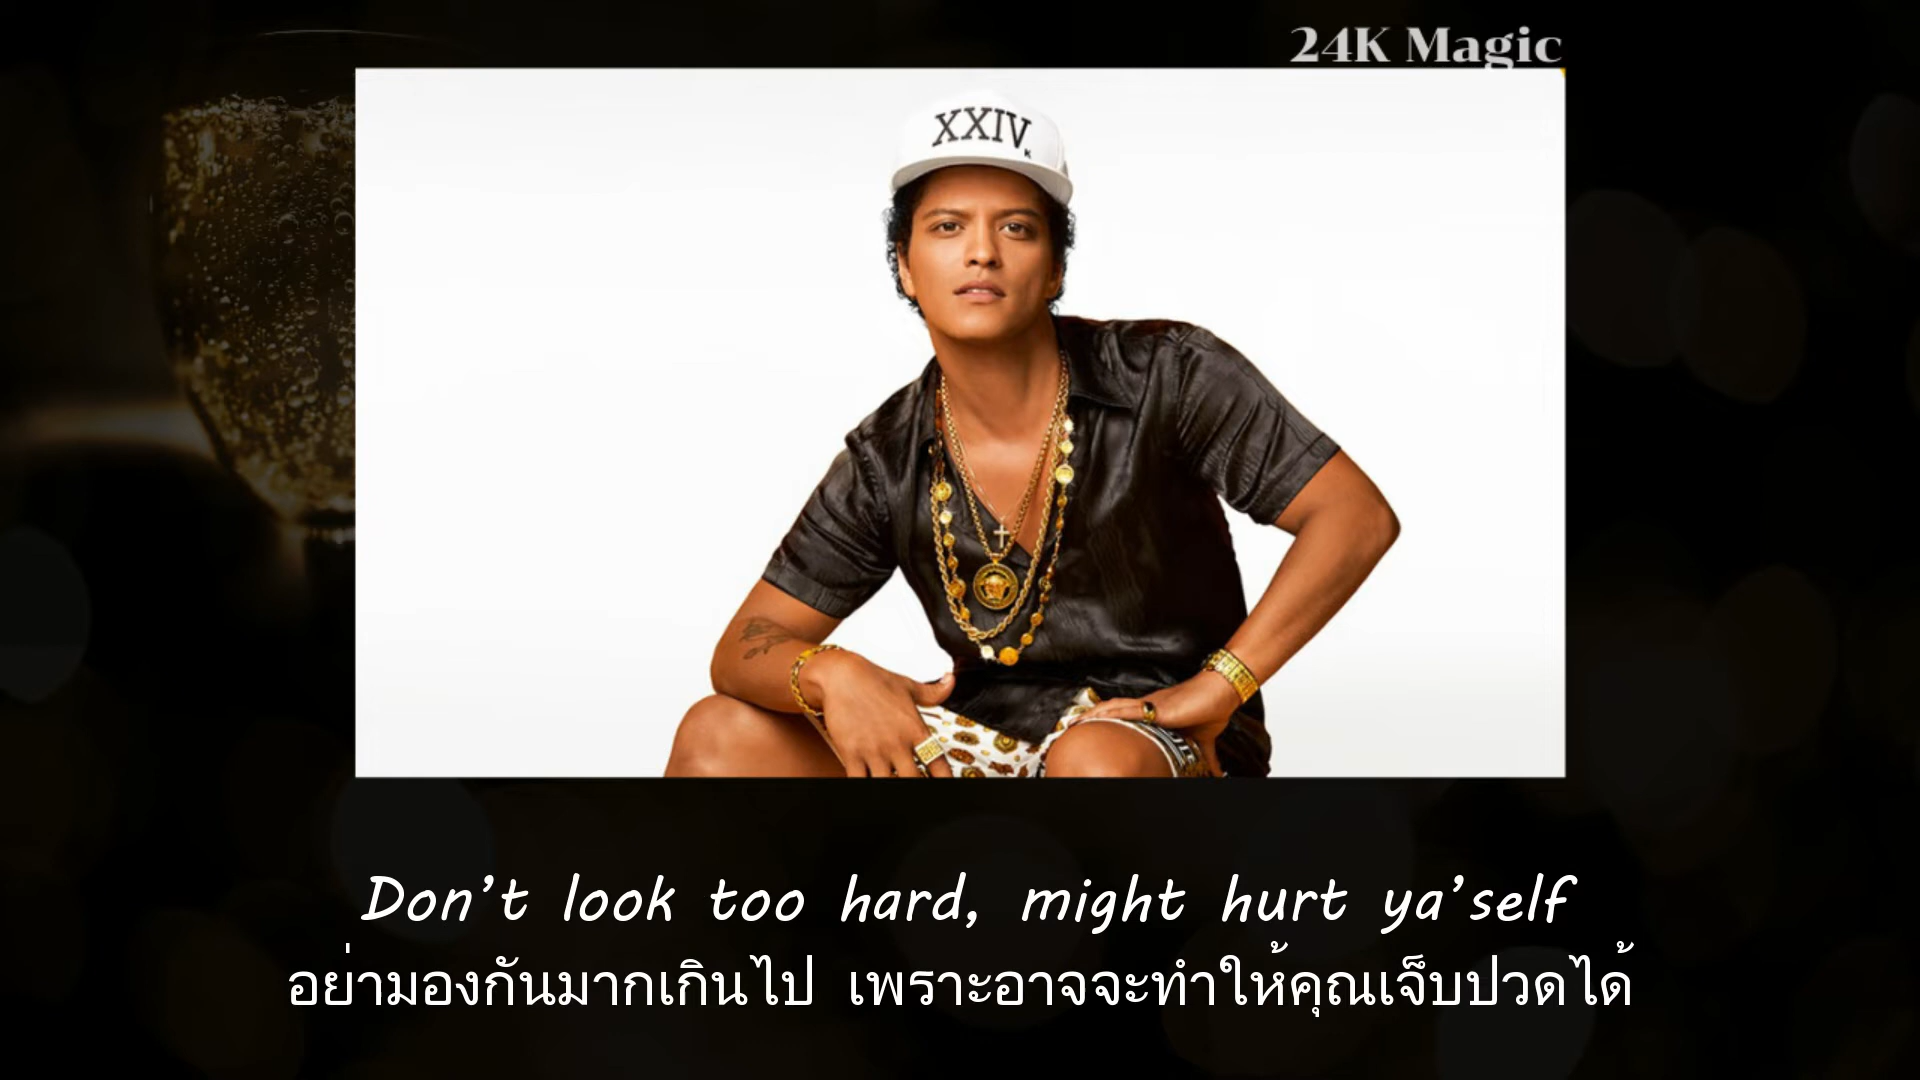 24K Magic
XXIV
K
Don't look too hard, might hurt ya'self
อย่ามองกันมากเกินไป เพราะอาจจะทำให้คุณเจ็บปวดได้